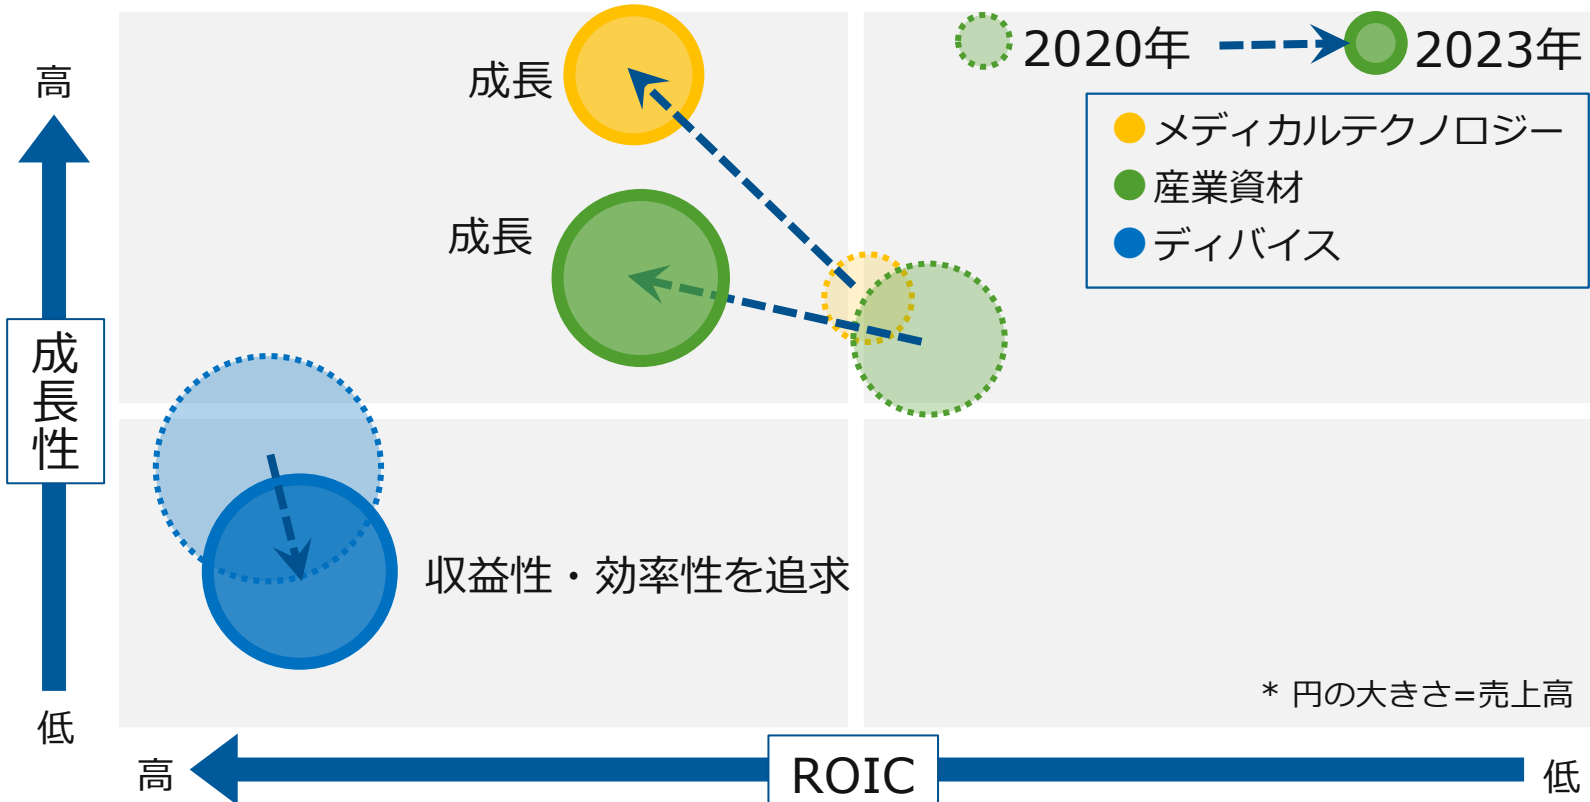 2020年
2023年
メディカルテクノロジー
産業資材
ディバイス
高
成長性
低
成長
成長
収益性・効率性を追求
* 円の大きさ=売上高
高
ROIC
低